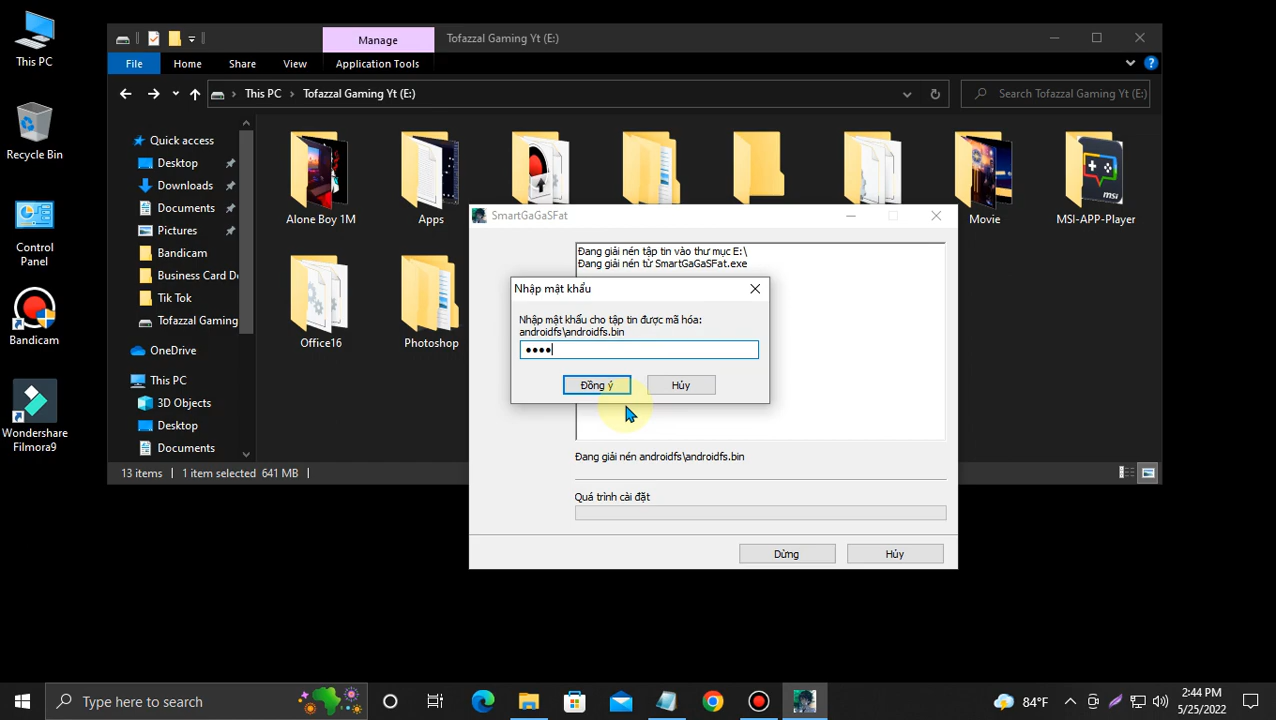 This PC
Recycle Bin
Control Panel
Bandicam
Wondershare Filmora9
Manage
Tofazzal Gaming Yt (E:)
File
Home
Share
View
Application Tools
This PC
Tofazzal Gaming Yt (E:)
Search Tofazzal Gaming Yt (E:)
Quick access
Desktop
Downloads
Documents
Pictures
Bandicam
Business Card De
Tik Tok
Tofazzal Gaming
OneDrive
This PC
3D Objects
Desktop
Documents
Alone Boy 1M
Apps
Movie
msi
MSI-APP-Player
Office16
Photoshop
13 items
1 item selected 641 MB
SmartGaGaSFat
Đang giải nén tập tin vào thư mục E:\
Đang giải nén từ SmartGaGaSFat.exe
Nhập mật khẩu
Nhập mật khẩu cho tập tin được mã hóa:
androidfs\androidfs.bin
Đồng ý
Hủy
Đang giải nén androidfs\androidfs.bin
Quá trình cài đặt
Dừng
Hủy
Type here to search
84°F
2:44 PM
5/25/2022